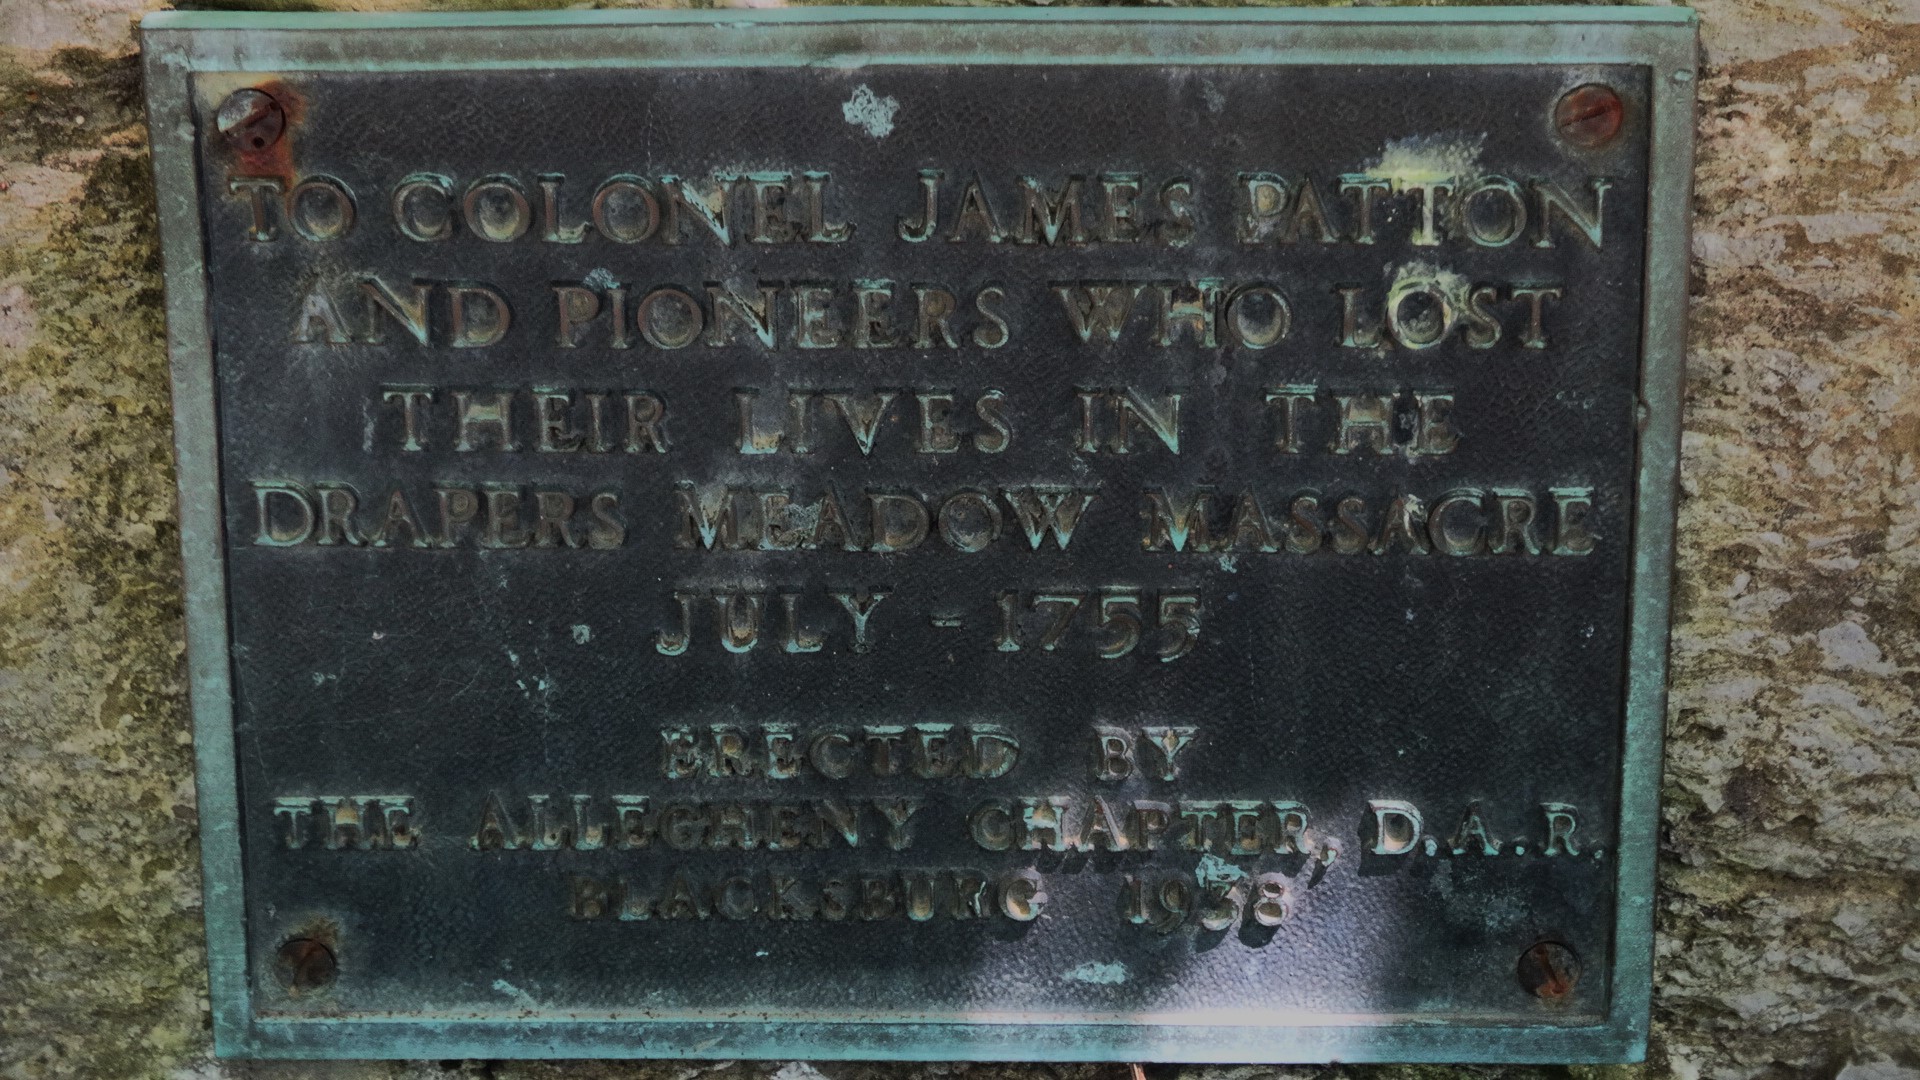 TO COLONEL JAMES PATTON
AND PIONEERS WHO LOST
THEIR LIVES IN THE
DRAPERS MEADOW MASSACRE
JULY - 1755
ERECTED BY
THE ALLEGHENY CHAPTER, D.A.R.
BLACKSBURG 1938